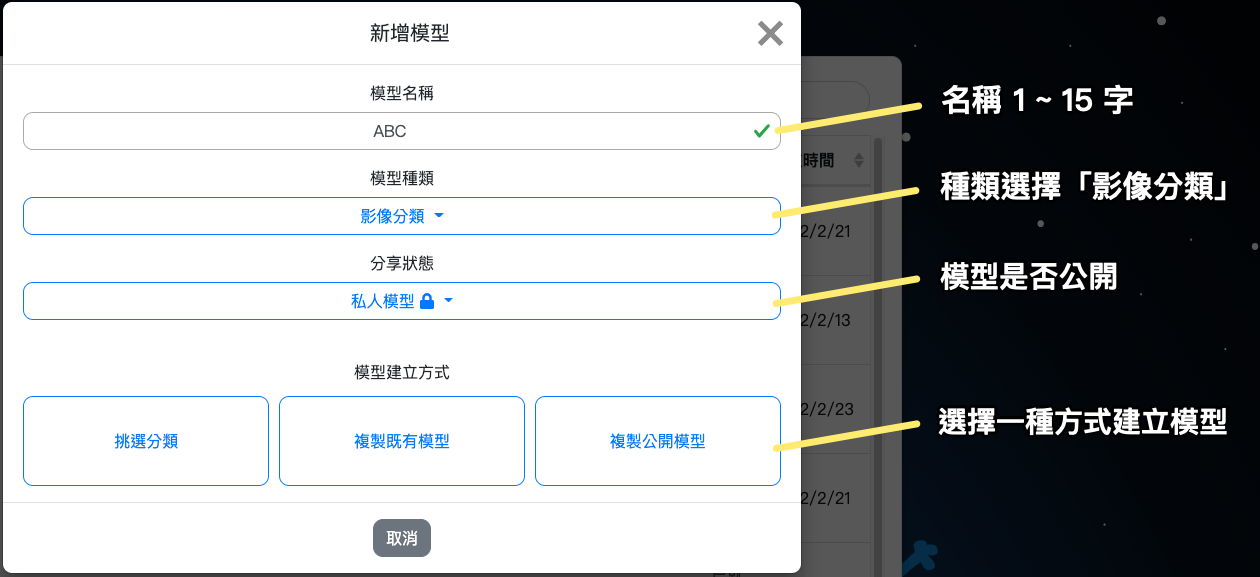 新增模型
模型名稱
ABC
名稱 1 ~ 15 字
時間
模型種類
影像分類
種類選擇「影像分類」
2/2/21
分享狀態
私人模型
模型是否公開
2/2/13
模型建立方式
2/2/23
挑選分類
複製既有模型
複製公開模型
選擇一種方式建立模型
2/2/21
取消